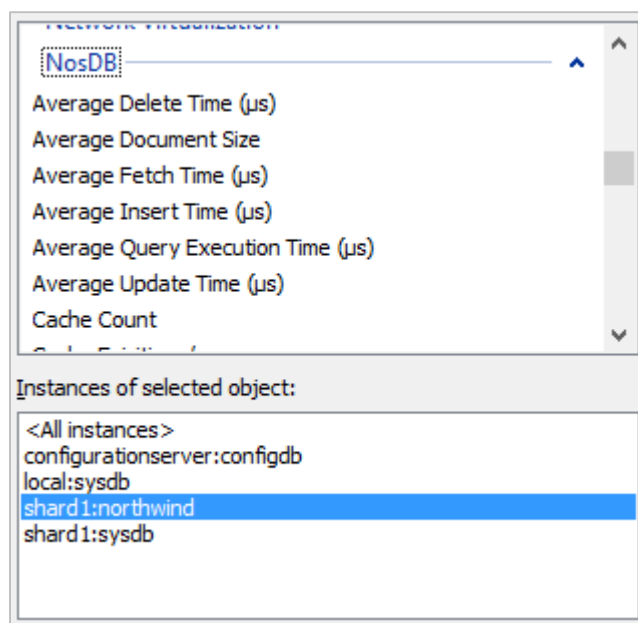 Network Virtualization
NosDB
Average Delete Time (µs)
Average Document Size
Average Fetch Time (µs)
Average Insert Time (µs)
Average Query Execution Time (µs)
Average Update Time (µs)
Cache Count
Instances of selected object:
<All instances>
configurationserver:configdb
local:sysdb
shard1:northwind
shard1:sysdb